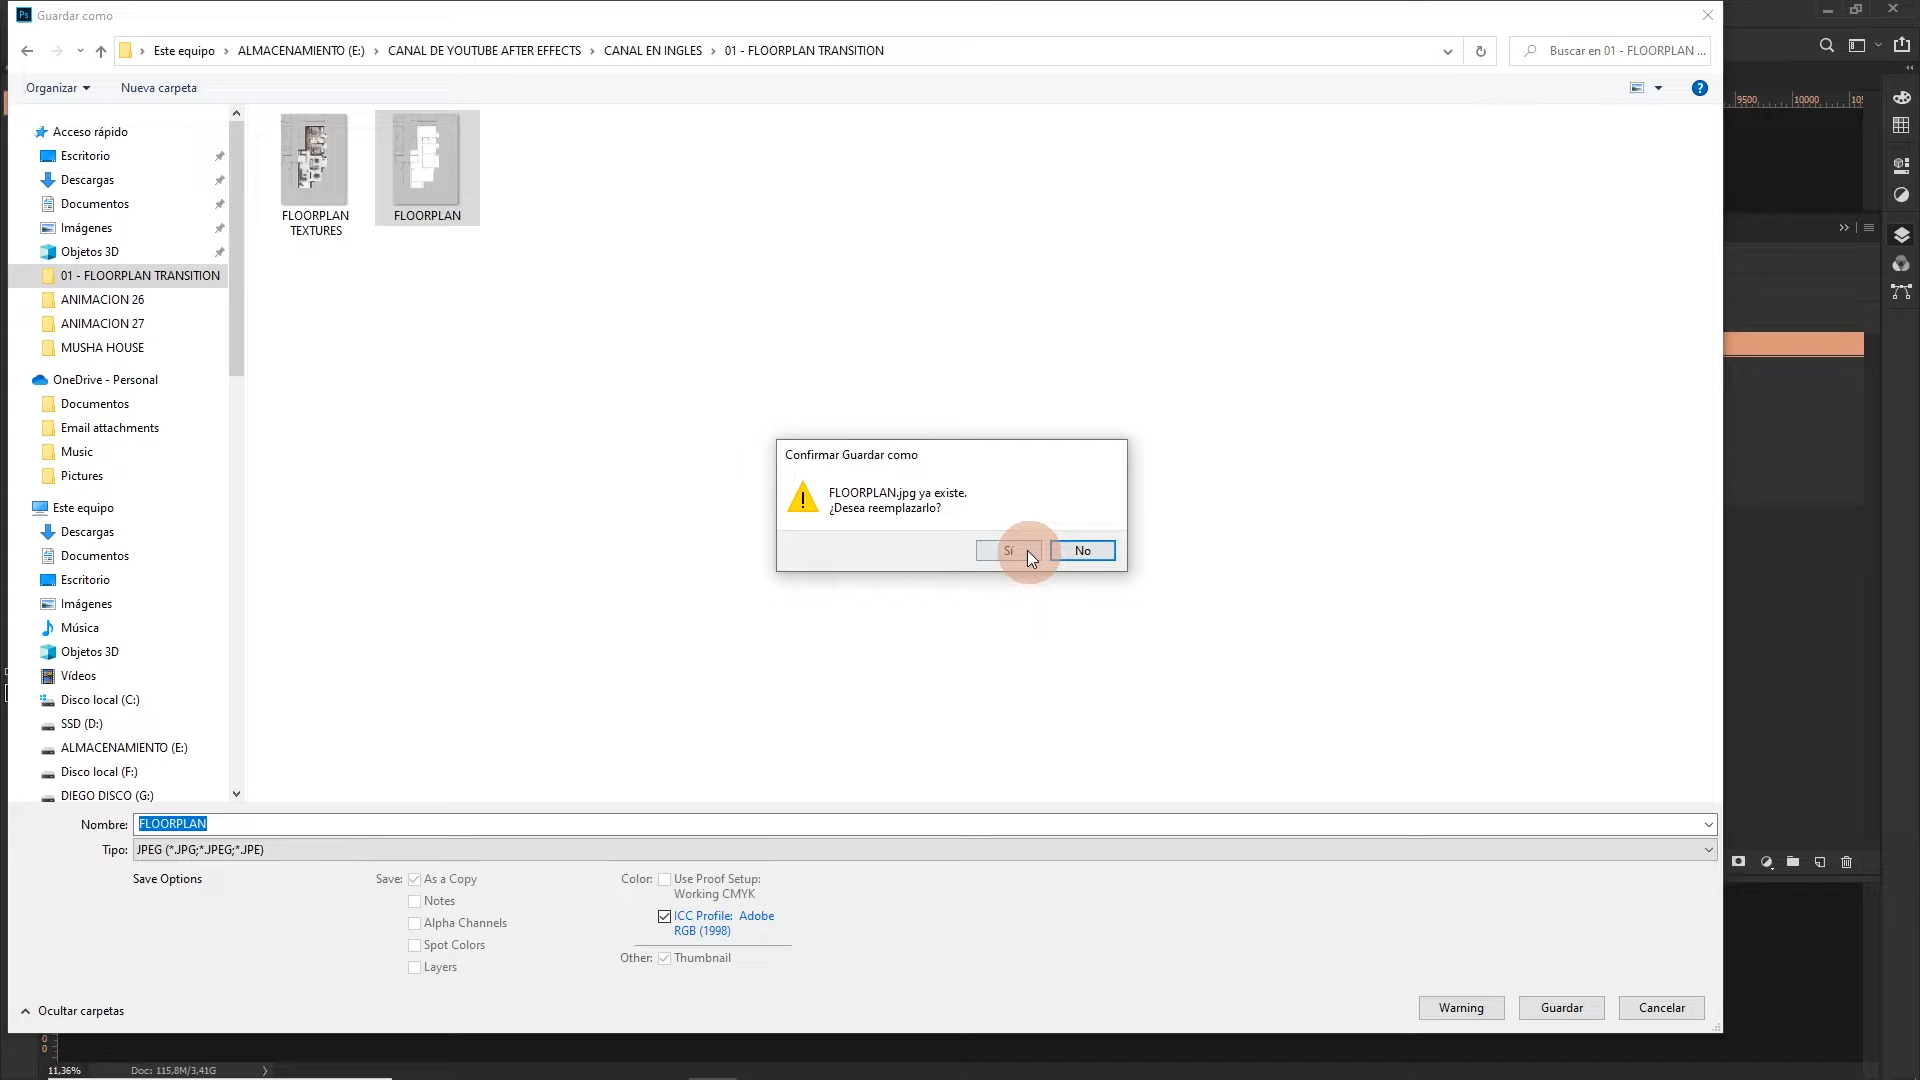 Ps Guardar como
Este equipo > ALMACENAMIENTO (E:) > CANAL DE YOUTUBE AFTER EFFECTS > CANAL EN INGLES > 01 - FLOORPLAN TRANSITION
Buscar en 01 - FLOORPLAN ...
Organizar
Nueva carpeta
9500
10000
Acceso rápido
Escritorio
Descargas
Documentos
Imágenes
Objetos 3D
01 - FLOORPLAN TRANSITION
ANIMACION 26
ANIMACION 27
MUSHA HOUSE
OneDrive - Personal
Documentos
Email attachments
Music
Pictures
Este equipo
Descargas
Documentos
Escritorio
Imágenes
Música
Objetos 3D
Vídeos
Disco local (C:)
SSD (D:)
ALMACENAMIENTO (E:)
Disco local (F:)
DIEGO DISCO (G:)
FLOORPLAN
TEXTURES
FLOORPLAN
Confirmar Guardar como
FLOORPLAN.jpg ya existe.
¿Desea reemplazarlo?
Sí
No
Nombre: FLOORPLAN
Tipo: JPEG (*.JPG;*.JPEG;*.JPE)
Save Options
Save: As a Copy
Notes
Alpha Channels
Spot Colors
Layers
Color: Use Proof Setup:
Working CMYK
ICC Profile: Adobe
RGB (1998)
Other: Thumbnail
Ocultar carpetas
Warning
Guardar
Cancelar
0
0
11,36%
Doc: 115,8M/3,41G